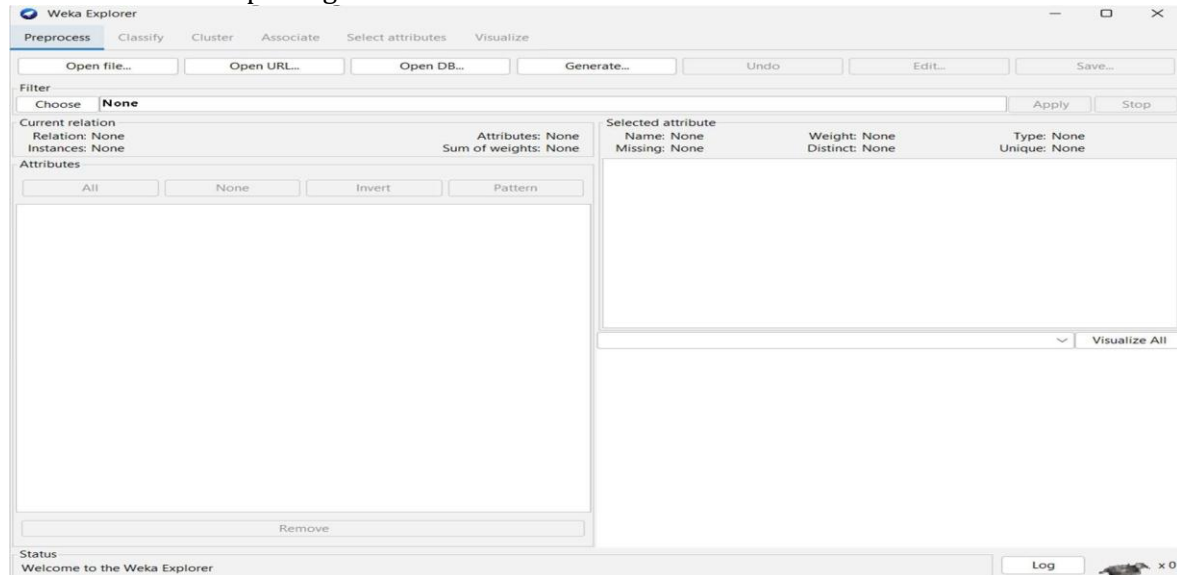 Weka Explorer
Preprocess Classify Cluster Associate Select attributes Visualize
Open file... Open URL... Open DB... Generate... Undo Edit... Save...
Filter
Choose None Apply Stop
Current relation
Relation: None Attributes: None
Instances: None Sum of weights: None
Selected attribute
Name: None Weight: None Type: None
Missing: None Distinct: None Unique: None
Attributes
All None Invert Pattern
Visualize All
Remove
Status
Welcome to the Weka Explorer
Log x 0